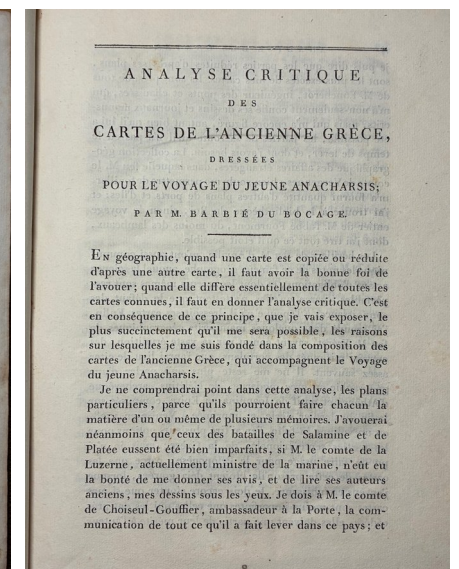 ANALYSE CRITIQUE
DES
CARTES DE L'ANCIENNE GRÈCE,
DRESSÉES
POUR LE VOYAGE DU JEUNE ANACHARSIS;
PAR M. BARBIÉ DU BOCAGE.
EN géographie, quand une carte est copiée ou réduite
d'après une autre carte, il faut avoir la bonne foi de
l'avouer; quand elle diffère essentiellement de toutes les
cartes connues, il faut en donner l'analyse critique. C'est
en conséquence de ce principe, que je vais exposer, le
plus succinctement qu'il me sera possible, les raisons
sur lesquelles je me suis fondé dans la composition des
cartes de l'ancienne Grèce, qui accompagnent le Voyage
du jeune Anacharsis.
Je ne comprendrai point dans cette analyse, les plans
particuliers, parce qu'ils pourroient faire chacun la
matière d'un ou même de plusieurs mémoires. J'avouerai
néanmoins que ceux des batailles de Salamine et de
Platée eussent été bien imparfaits, si M. le comte de la
Luzerne, actuellement ministre de la marine, n'eût eu
la bonté de me donner ses avis, et de lire ses auteurs
anciens, mes dessins sous les yeux. Je dois à M. le comte
de Choiseul-Gouffier, ambassadeur à la Porte, la com-
munication de tout ce qu'il a fait lever dans ce pays; et